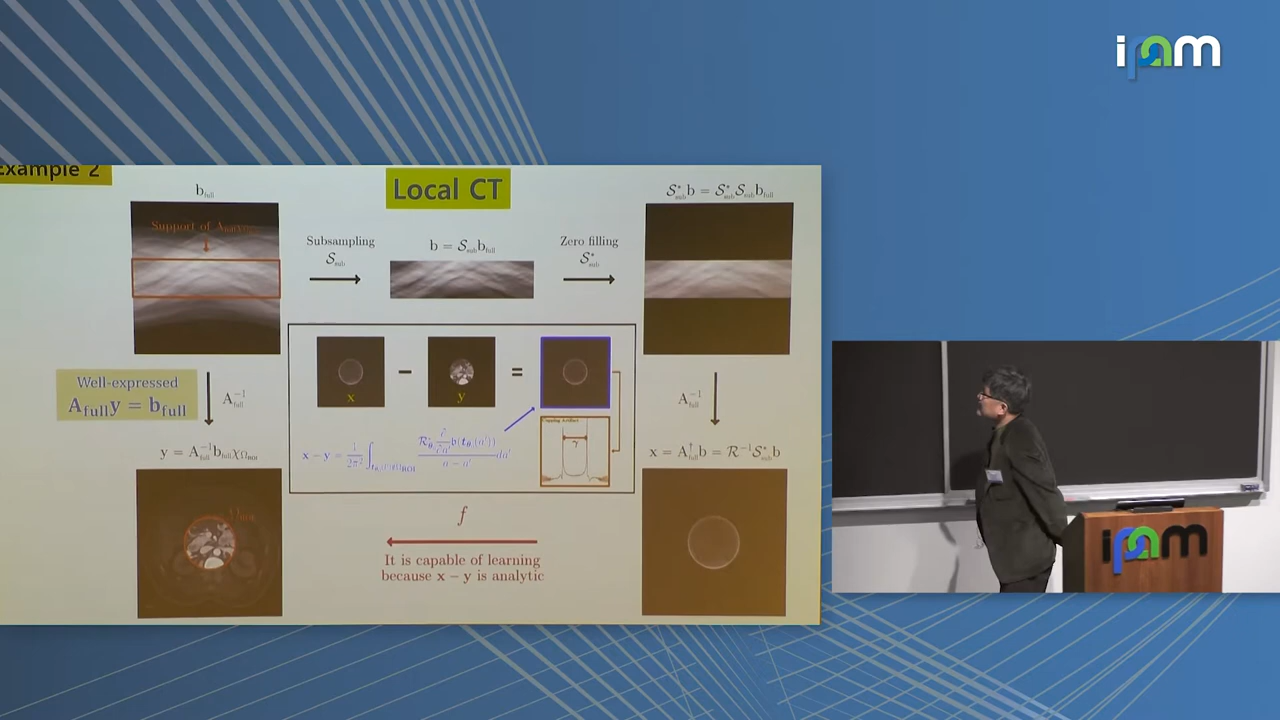 ipam
Example 2
Local CT
b_full
Support of
Subsampling
S_sub
b = S_sub b_full
Zero filling
S*_sub
S*_sub b = S*_sub S_sub b_full
x
−
y
=
Well-expressed
A_full y = b_full
A_full^{-1}
A_full^{-1}
γ
y = A_full^{-1} b_full χ_Ω_ROI
x = A_full^† b = R^{-1} S*_sub b
f
It is capable of learning
because x − y is analytic
ipam